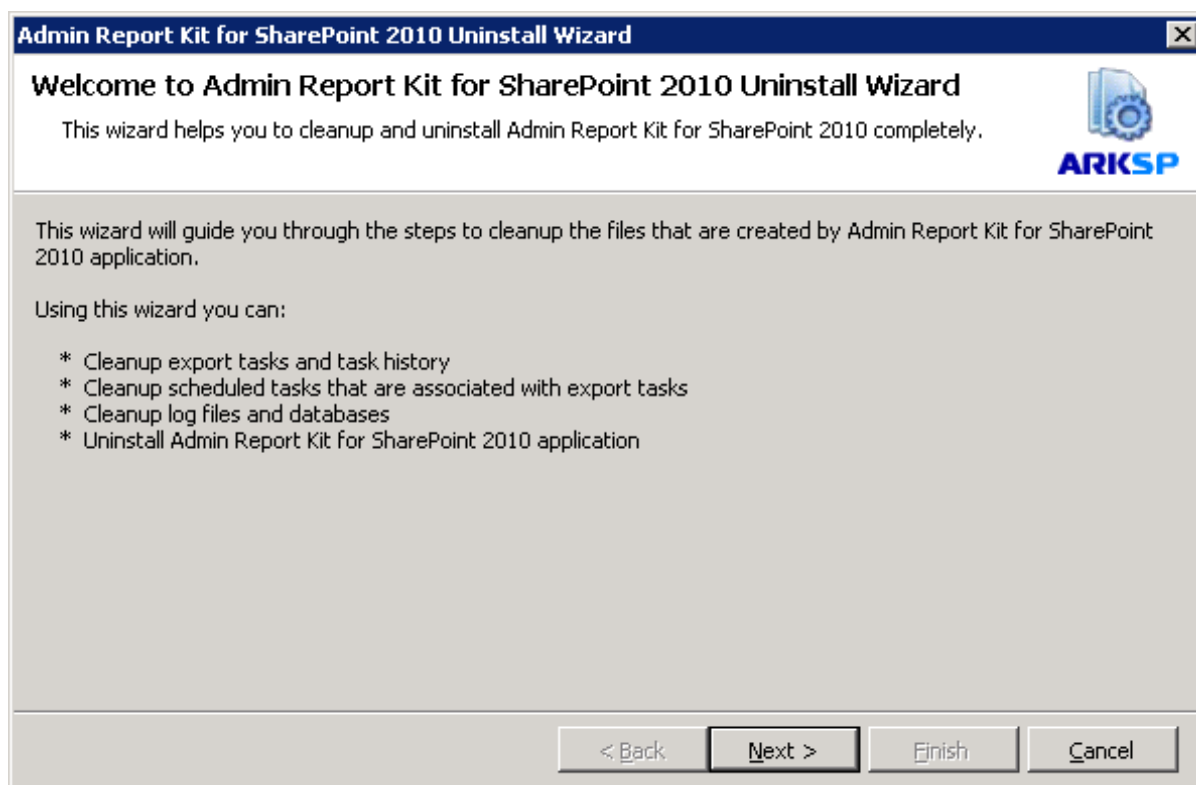 Admin Report Kit for SharePoint 2010 Uninstall Wizard
Welcome to Admin Report Kit for SharePoint 2010 Uninstall Wizard
This wizard helps you to cleanup and uninstall Admin Report Kit for SharePoint 2010 completely.
ARKSP
This wizard will guide you through the steps to cleanup the files that are created by Admin Report Kit for SharePoint
2010 application.
Using this wizard you can:
* Cleanup export tasks and task history
* Cleanup scheduled tasks that are associated with export tasks
* Cleanup log files and databases
* Uninstall Admin Report Kit for SharePoint 2010 application
< Back Next > Finish Cancel